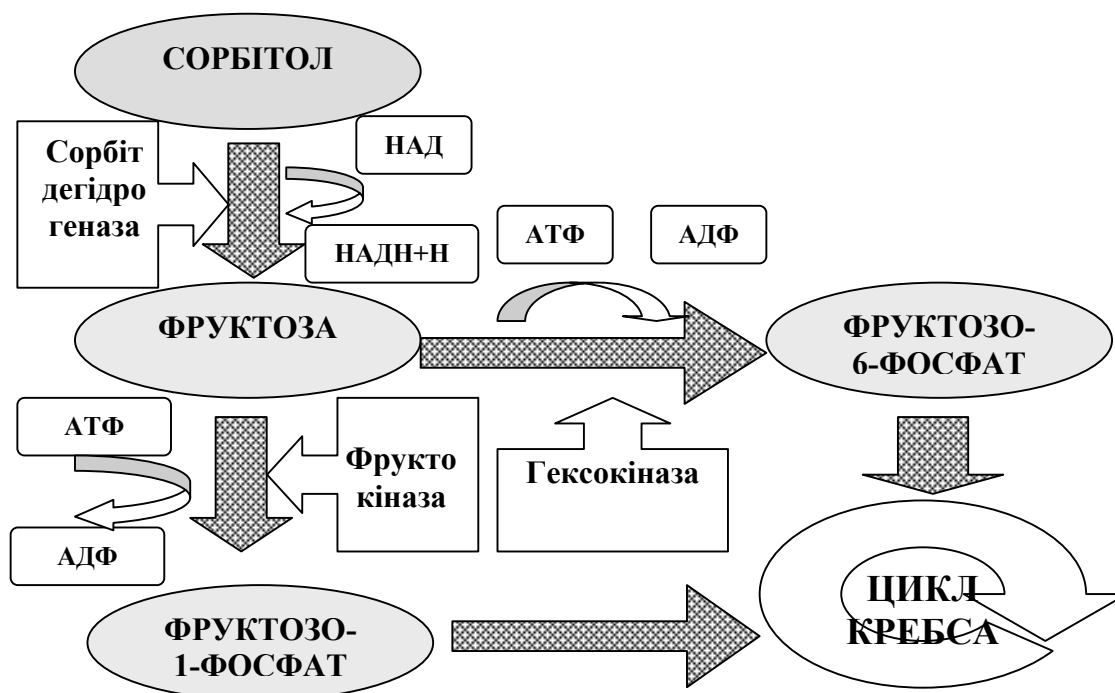 СОРБІТОЛ
НАД
Сорбіт
дегідро
геназа
НАДН+Н
АТФ
АДФ
ФРУКТОЗА
ФРУКТОЗО-
6-ФОСФАТ
АТФ
Фрукто
кіназа
Гексокіназа
АДФ
ЦИКЛ
КРЕБСА
ФРУКТОЗО-
1-ФОСФАТ